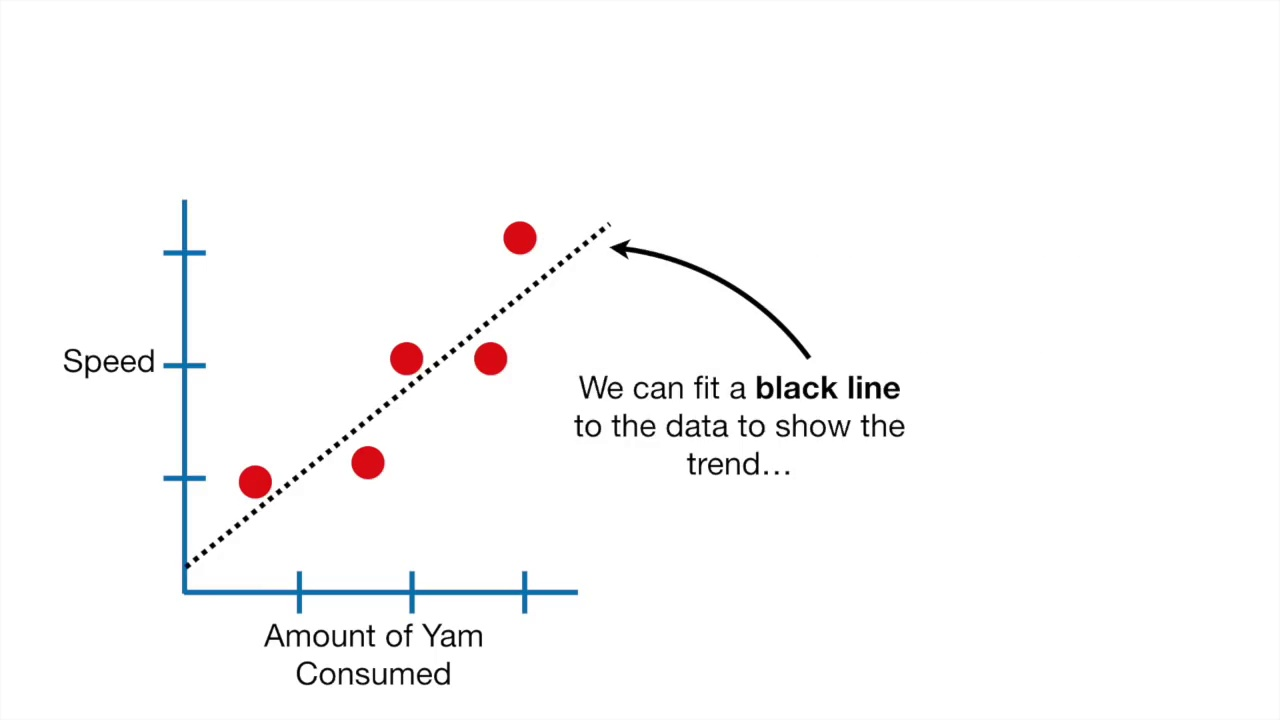 Speed
We can fit a black line
to the data to show the
trend…
Amount of Yam
Consumed